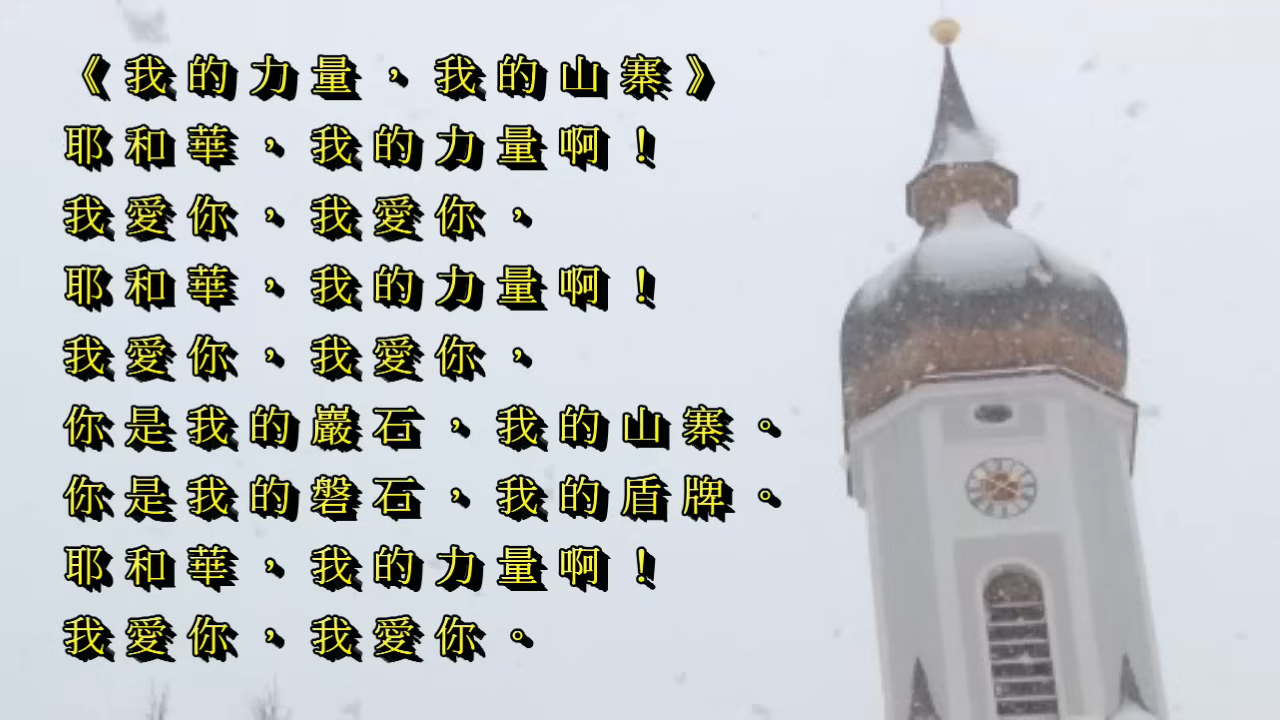 《我的力量，我的山寨》
耶和華，我的力量啊！
我愛你，我愛你，
耶和華，我的力量啊！
我愛你，我愛你，
你是我的巖石，我的山寨。
你是我的磐石，我的盾牌。
耶和華，我的力量啊！
我愛你，我愛你。